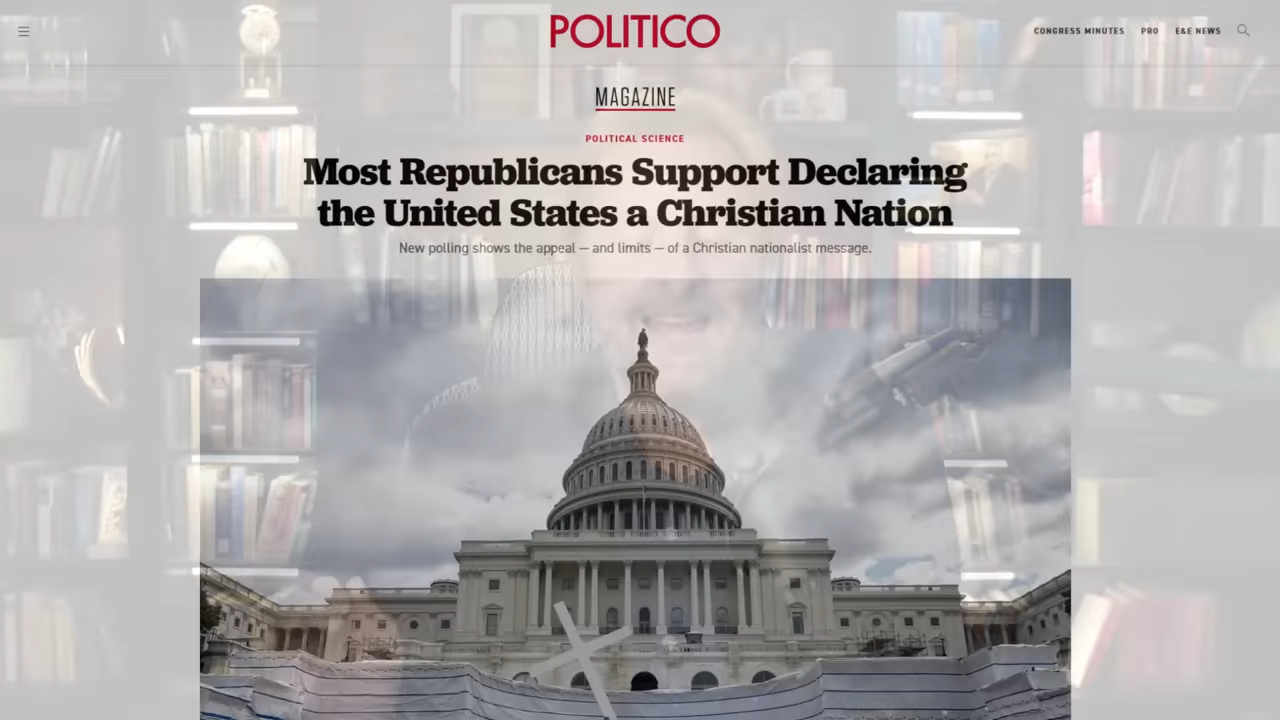 POLITICO
CONGRESS MINUTES PRO E&E NEWS
MAGAZINE
POLITICAL SCIENCE
Most Republicans Support Declaring
the United States a Christian Nation
New polling shows the appeal — and limits — of a Christian nationalist message.